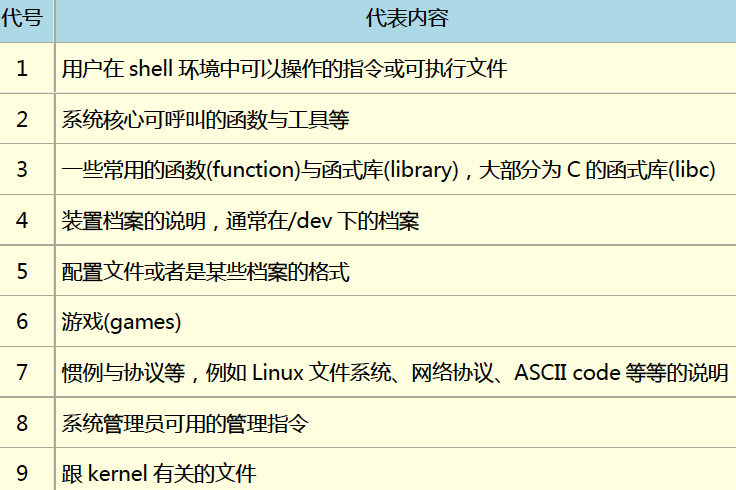 代号 代表内容
1 用户在 shell 环境中可以操作的指令或可执行文件
2 系统核心可呼叫的函数与工具等
3 一些常用的函数(function)与函式库(library)，大部分为 C 的函式库(libc)
4 装置档案的说明，通常在/dev 下的档案
5 配置文件或者是某些档案的格式
6 游戏(games)
7 惯例与协议等，例如 Linux 文件系统、网络协议、ASCII code 等等的说明
8 系统管理员可用的管理指令
9 跟 kernel 有关的文件